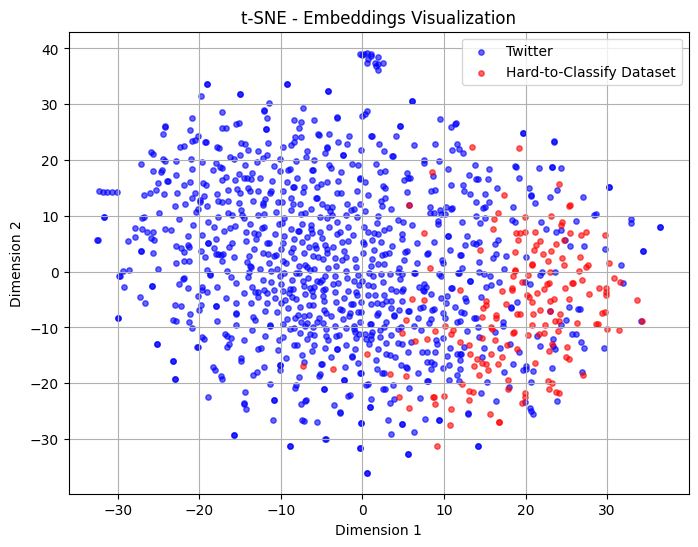 t-SNE - Embeddings Visualization
Twitter
Hard-to-Classify Dataset
40
30
20
10
0
−10
−20
−30
Dimension 2
−30 −20 −10 0 10 20 30
Dimension 1